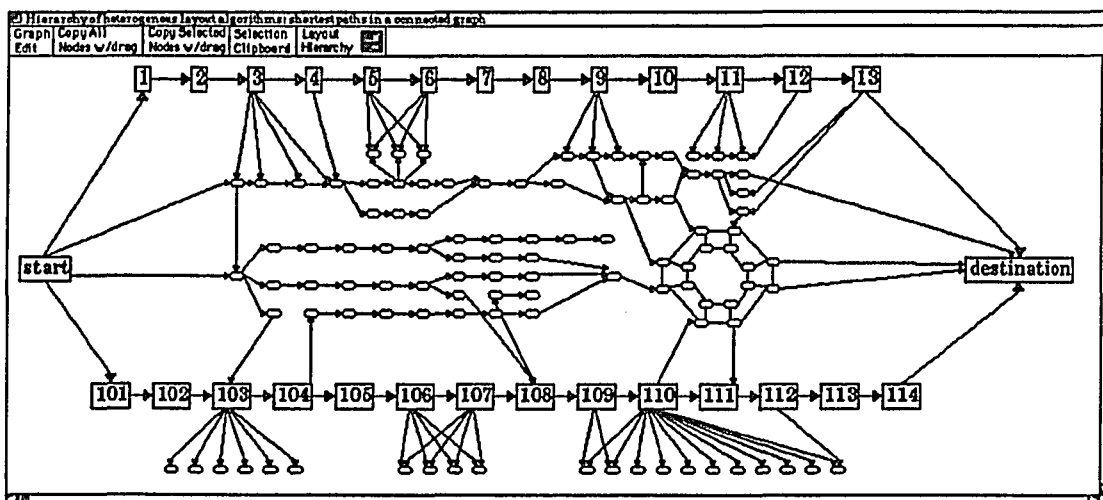 Hierarchy of heterogenous layout algorithms: shortest paths in a connected graph
Graph Edit
Copy All Nodes w/drag
Copy Selected Nodes w/drag
Selection Clipboard
Layout Hierarchy
1 2 3 4 5 6 7 8 9 10 11 12 13
start
destination
101 102 103 104 105 106 107 108 109 110 111 112 113 114